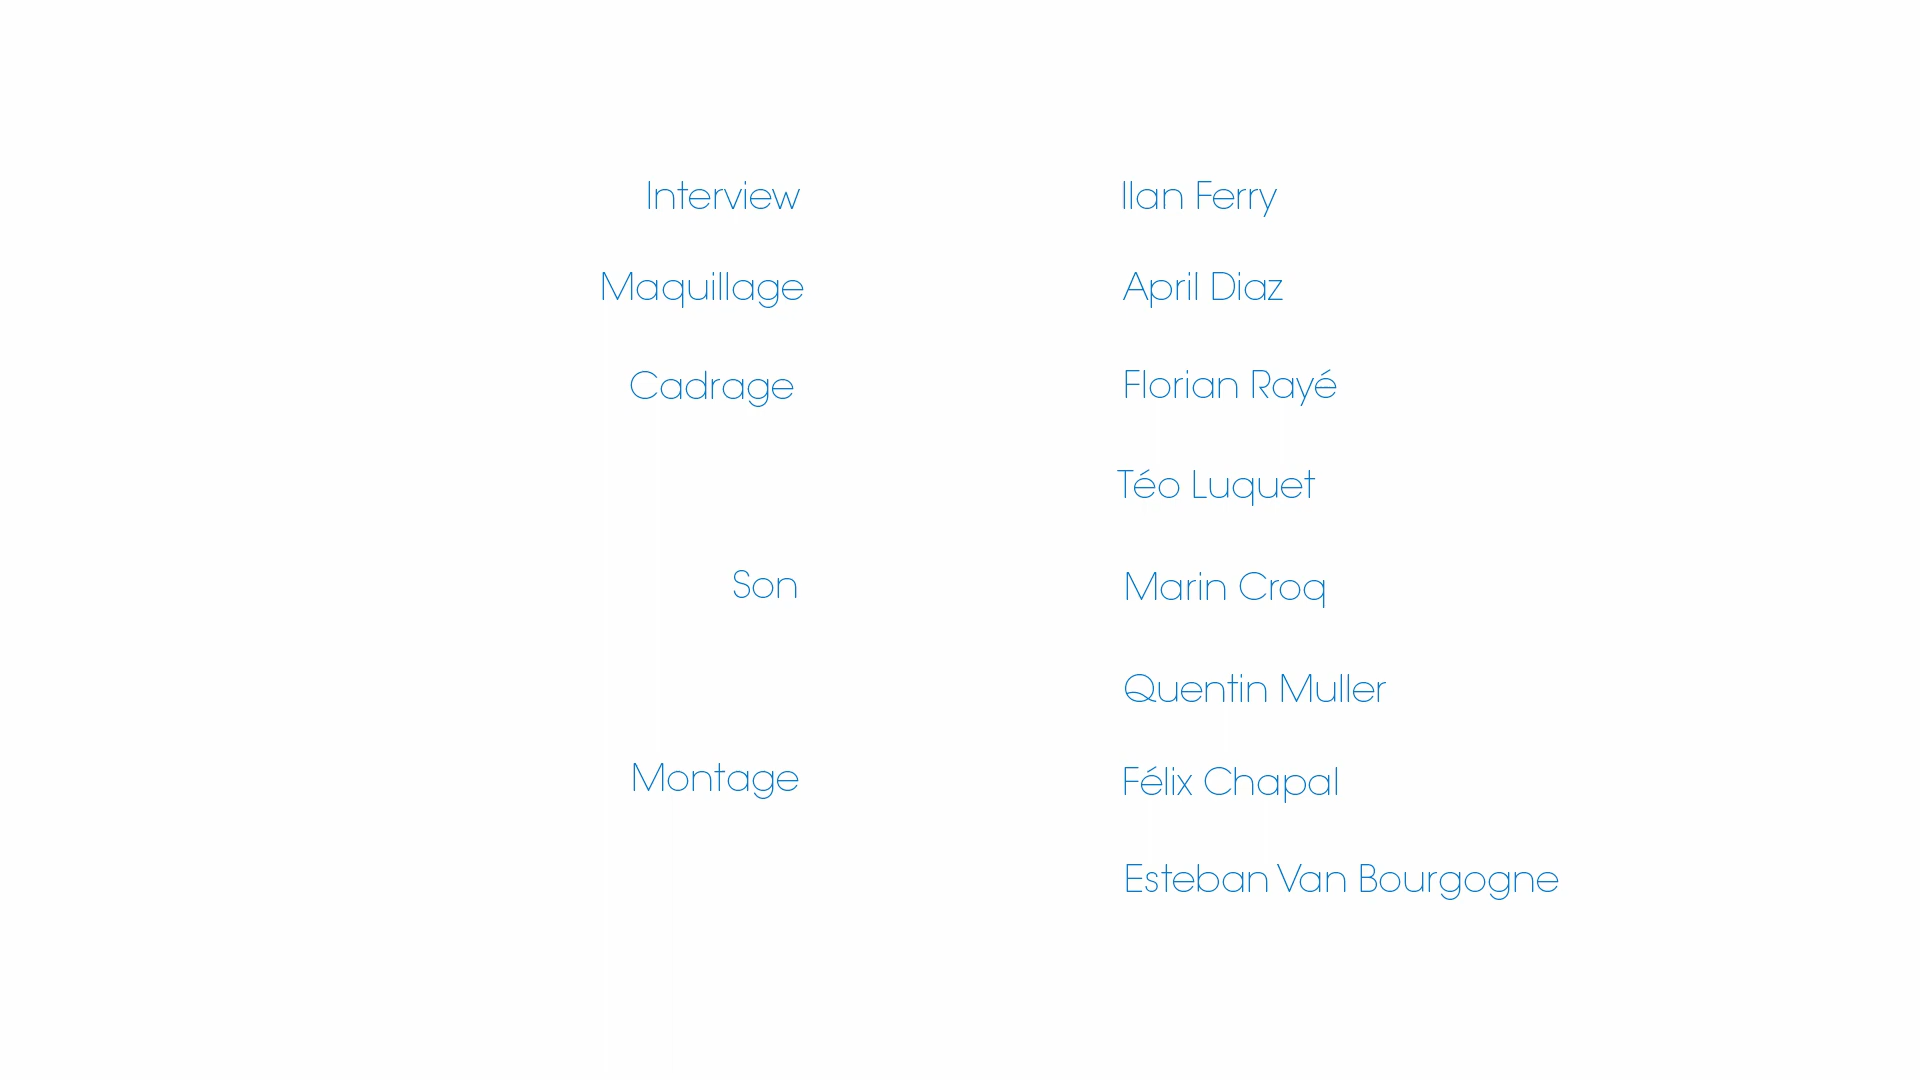 Interview Ilan Ferry
Maquillage April Diaz
Cadrage Florian Rayé
Téo Luquet
Son Marin Croq
Quentin Muller
Montage Félix Chapal
Esteban Van Bourgogne